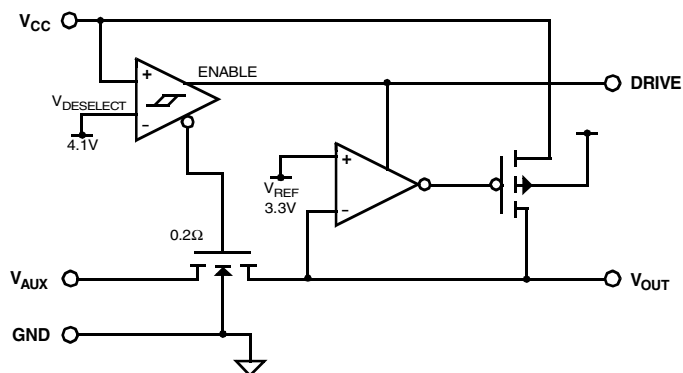 VCC
+
ENABLE
DRIVE
VDESELECT
–
4.1V
+
VREF
3.3V
–
0.2Ω
VAUX
VOUT
GND